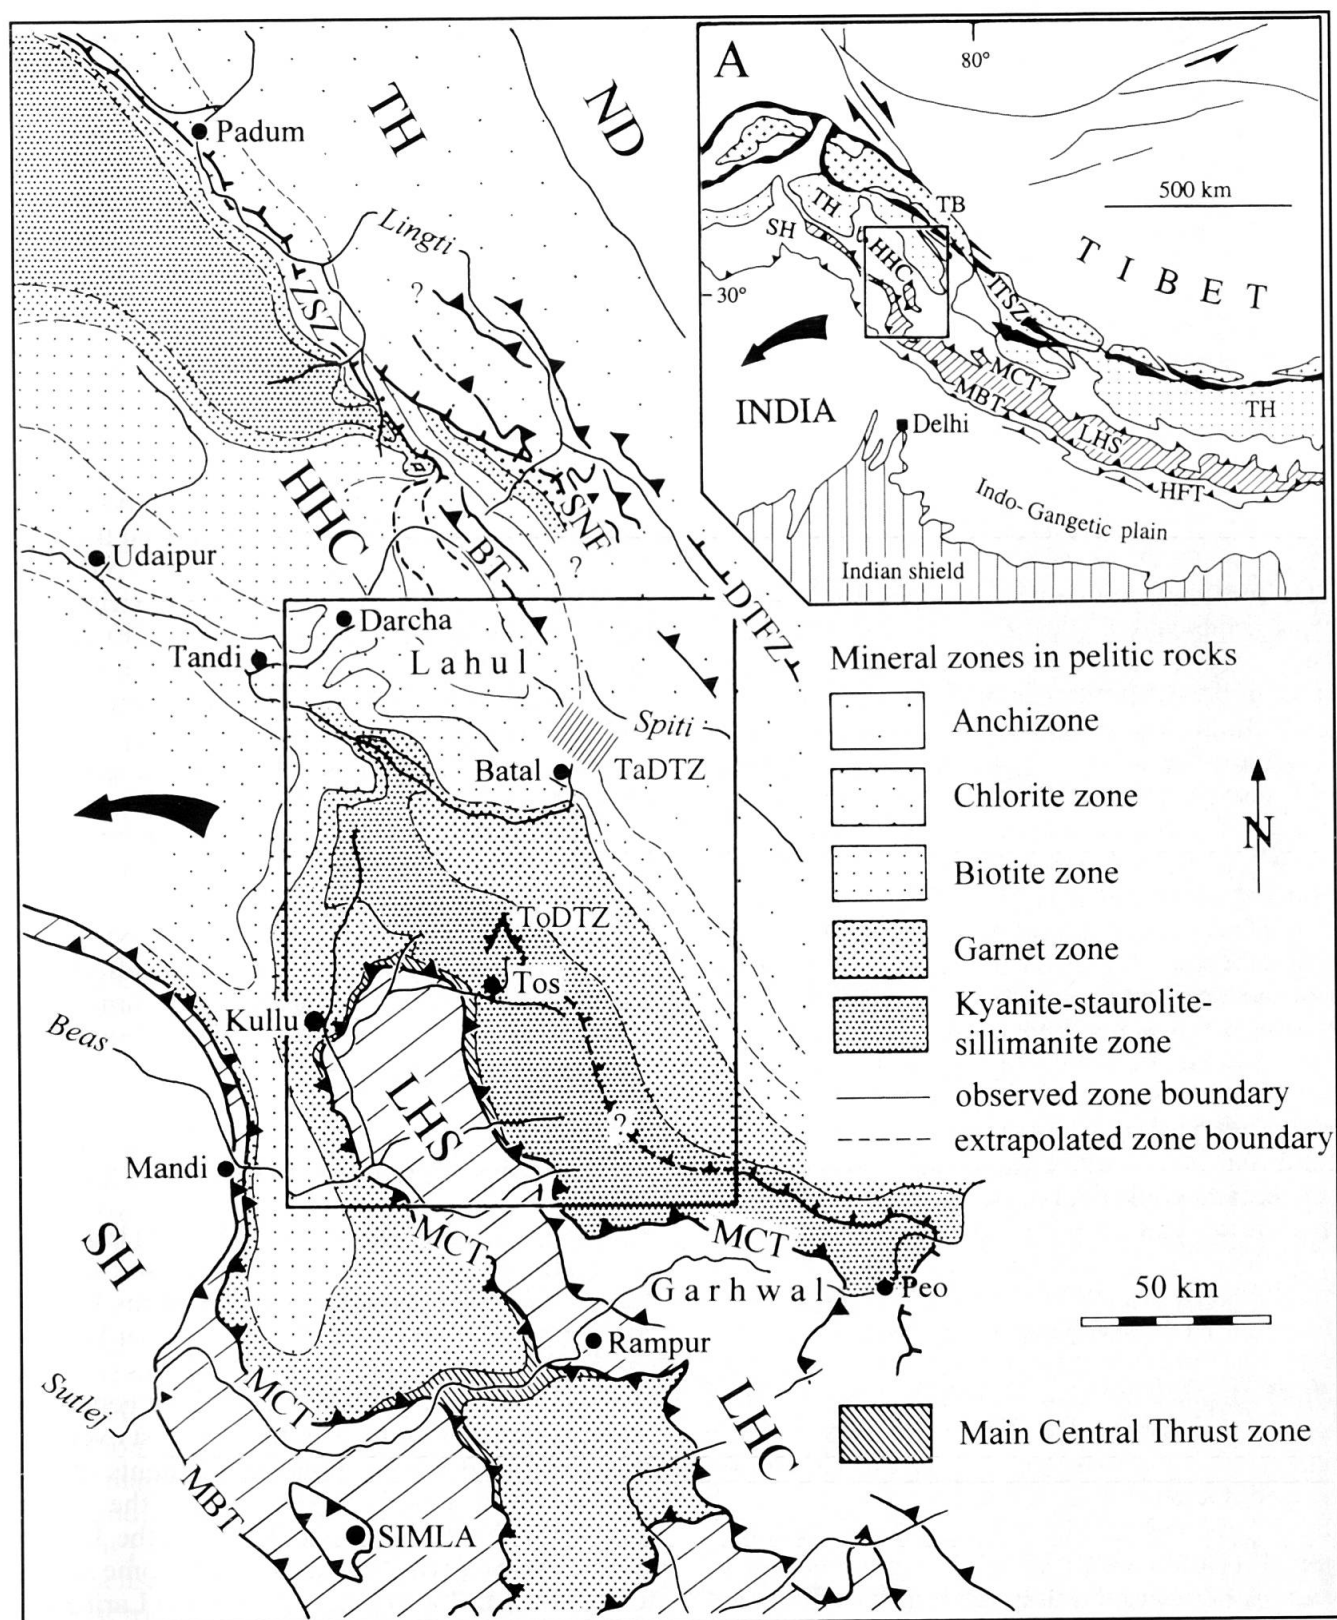 Padum
TH
ND
Lingti
?
ZSZ
HHC
SNF
?
BT
Udaipur
Darcha
Tandi
Lahul
DTFZ
Spiti
Batal
TaDTZ
ToDTZ
Tos
Kullu
Beas
LHS
?
Mandi
SH
MCT
MCT
Garhwal
Peo
Rampur
MCT
Sutlej
LHC
MBT
SIMLA
A
80°
500 km
TH
TB
SH
HHC
TIBET
ITSZ
30°
MCT
MBT
INDIA
TH
Delhi
LHS
HFT
Indo-Gangetic plain
Indian shield
Mineral zones in pelitic rocks
Anchizone
Chlorite zone
N
Biotite zone
Garnet zone
Kyanite-staurolite-
sillimanite zone
observed zone boundary
extrapolated zone boundary
50 km
Main Central Thrust zone